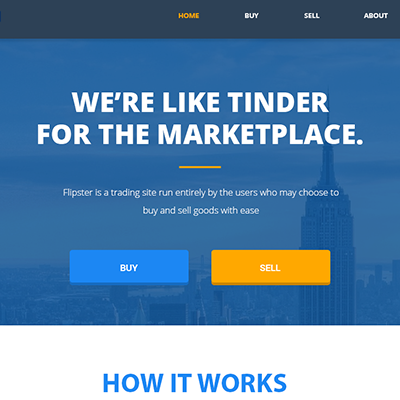 HOME BUY SELL ABOUT
WE’RE LIKE TINDER
FOR THE MARKETPLACE.
Flipster is a trading site run entirely by the users who may choose to
buy and sell goods with ease
BUY SELL
HOW IT WORKS